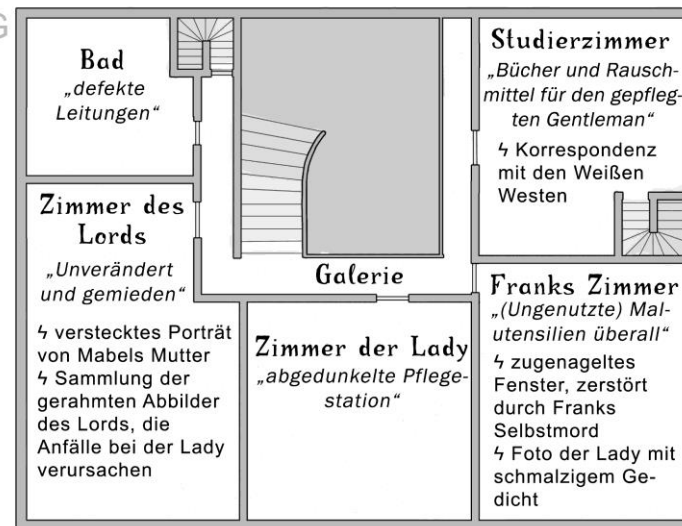 G
Bad
„defekte
Leitungen“
Studierzimmer
„Bücher und Rausch-
mittel für den gepfleg-
ten Gentleman“
ϟ Korrespondenz
mit den Weißen
Westen
Zimmer des
Lords
„Unverändert
und gemieden“
ϟ verstecktes Porträt
von Mabels Mutter
ϟ Sammlung der
gerahmten Abbilder
des Lords, die
Anfälle bei der Lady
verursachen
Galerie
Zimmer der Lady
„abgedunkelte Pflege-
station“
Franks Zimmer
„(Ungenutzte) Mal-
utensilien überall“
ϟ zugenageltes
Fenster, zerstört
durch Franks
Selbstmord
ϟ Foto der Lady mit
schmalzigem Ge-
dicht